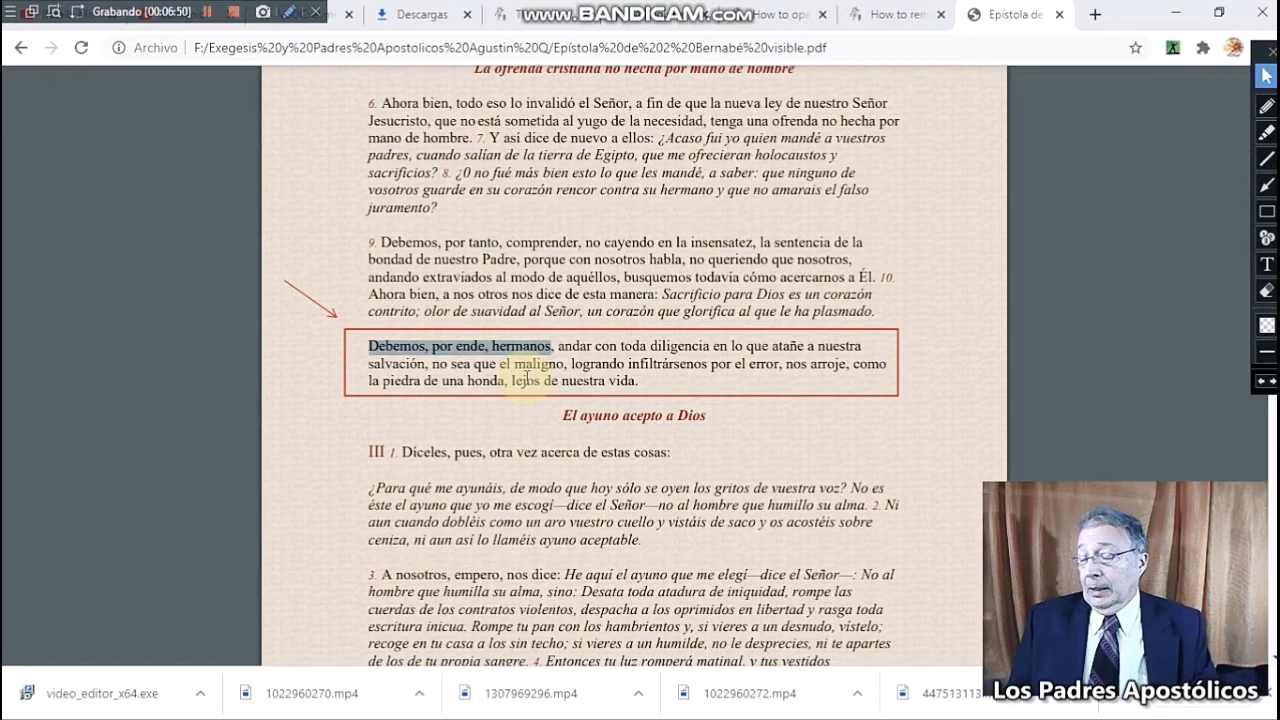 Grabando [00:06:50]
Descargas
www.BANDICAM.com
How to ope
How to ren
Epístola de
Archivo
F:/Exegesis%20y%20Padres%20Apostolicos%20Agustin%20Q/Epístola%20de%202%20Bernabé%20visible.pdf
La ofrenda cristiana no hecha por mano de hombre
6. Ahora bien, todo eso lo invalidó el Señor, a fin de que la nueva ley de nuestro Señor
Jesucristo, que no está sometida al yugo de la necesidad, tenga una ofrenda no hecha por
mano de hombre. 7. Y así dice de nuevo a ellos: ¿Acaso fui yo quien mandé a vuestros
padres, cuando salían de la tierra de Egipto, que me ofrecieran holocaustos y
sacrificios? 8. ¿0 no fué más bien esto lo que les mandé, a saber: que ninguno de
vosotros guarde en su corazón rencor contra su hermano y que no amarais el falso
juramento?
9. Debemos, por tanto, comprender, no cayendo en la insensatez, la sentencia de la
bondad de nuestro Padre, porque con nosotros habla, no queriendo que nosotros,
andando extraviados al modo de aquéllos, busquemos todavía cómo acercarnos a Él. 10.
Ahora bien, a nos otros nos dice de esta manera: Sacrificio para Dios es un corazón
contrito; olor de suavidad al Señor, un corazón que glorifica al que le ha plasmado.
Debemos, por ende, hermanos, andar con toda diligencia en lo que atañe a nuestra
salvación, no sea que el maligno, logrando infiltrársenos por el error, nos arroje, como
la piedra de una honda, lejos de nuestra vida.
El ayuno acepto a Dios
III 1. Díceles, pues, otra vez acerca de estas cosas:
¿Para qué me ayunáis, de modo que hoy sólo se oyen los gritos de vuestra voz? No es
éste el ayuno que yo me escogí—dice el Señor—no al hombre que humillo su alma. 2. Ni
aun cuando dobléis como un aro vuestro cuello y vistáis de saco y os acostéis sobre
ceniza, ni aun así lo llaméis ayuno aceptable.
3. A nosotros, empero, nos dice: He aquí el ayuno que me elegí—dice el Señor—: No al
hombre que humilla su alma, sino: Desata toda atadura de iniquidad, rompe las
cuerdas de los contratos violentos, despacha a los oprimidos en libertad y rasga toda
escritura inicua. Rompe tu pan con los hambrientos y, si vieres a un desnudo, vístelo;
recoge en tu casa a los sin techo; si vieres a un humilde, no le desprecies, ni te apartes
de los de tu propia sangre. 4. Entonces tu luz romperá matinal, y tus vestidos
Los Padres Apostólicos
video_editor_x64.exe
1022960270.mp4
1307969296.mp4
1022960272.mp4
447513113.m